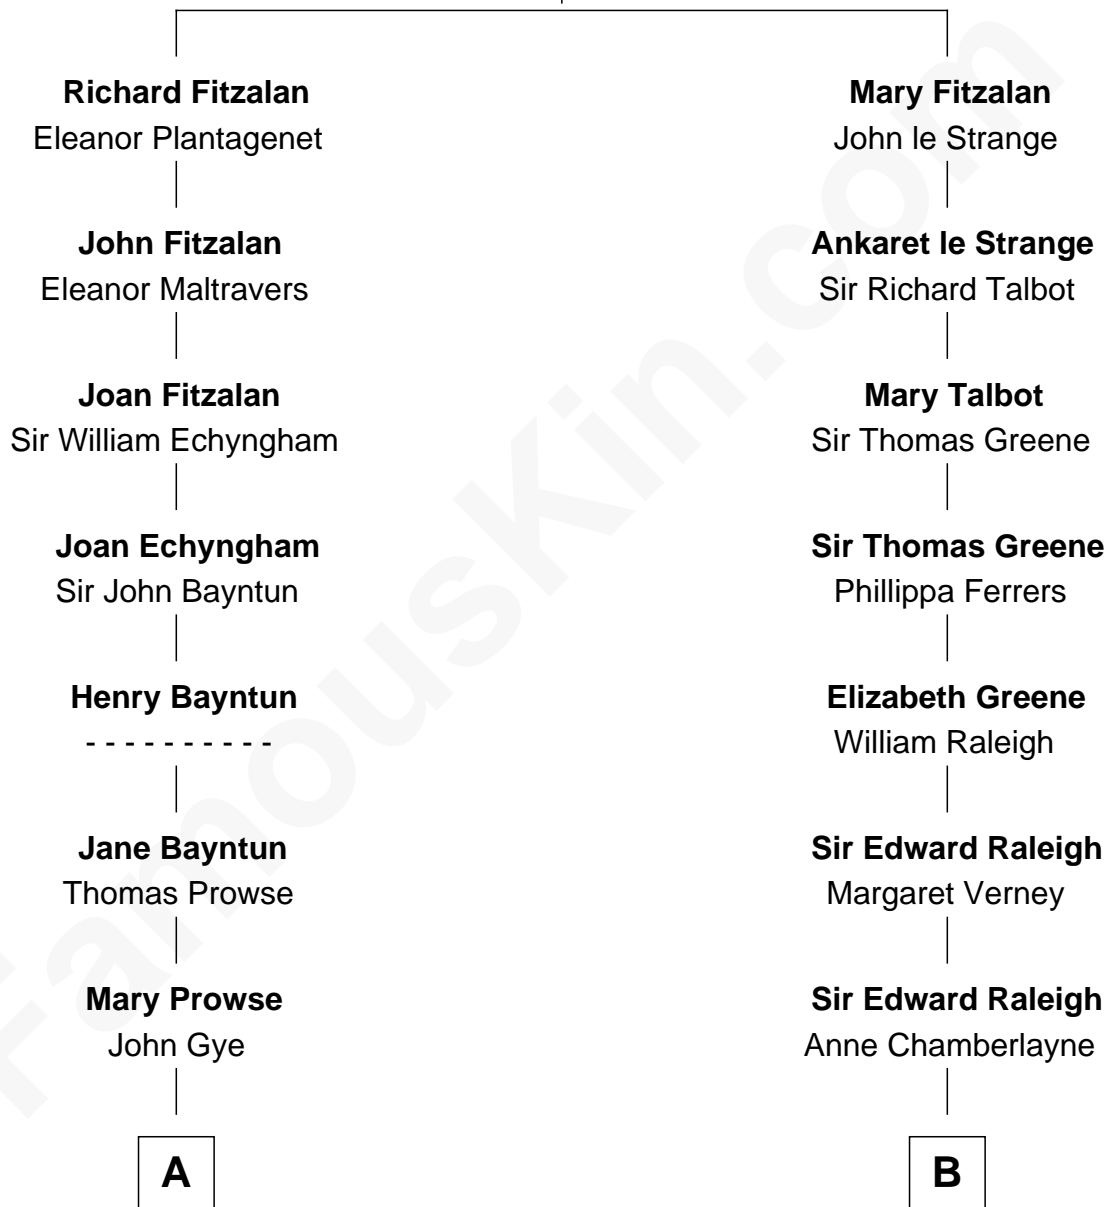 Richard Fitzalan
Eleanor Plantagenet
John Fitzalan
Eleanor Maltravers
Joan Fitzalan
Sir William Echyngham
Joan Echyngham
Sir John Bayntun
Henry Bayntun
- - - - - - - - - -
Jane Bayntun
Thomas Prowse
Mary Prowse
John Gye
A
Mary Fitzalan
John le Strange
Ankaret le Strange
Sir Richard Talbot
Mary Talbot
Sir Thomas Greene
Sir Thomas Greene
Phillippa Ferrers
Elizabeth Greene
William Raleigh
Sir Edward Raleigh
Margaret Verney
Sir Edward Raleigh
Anne Chamberlayne
B
FamousKin.com